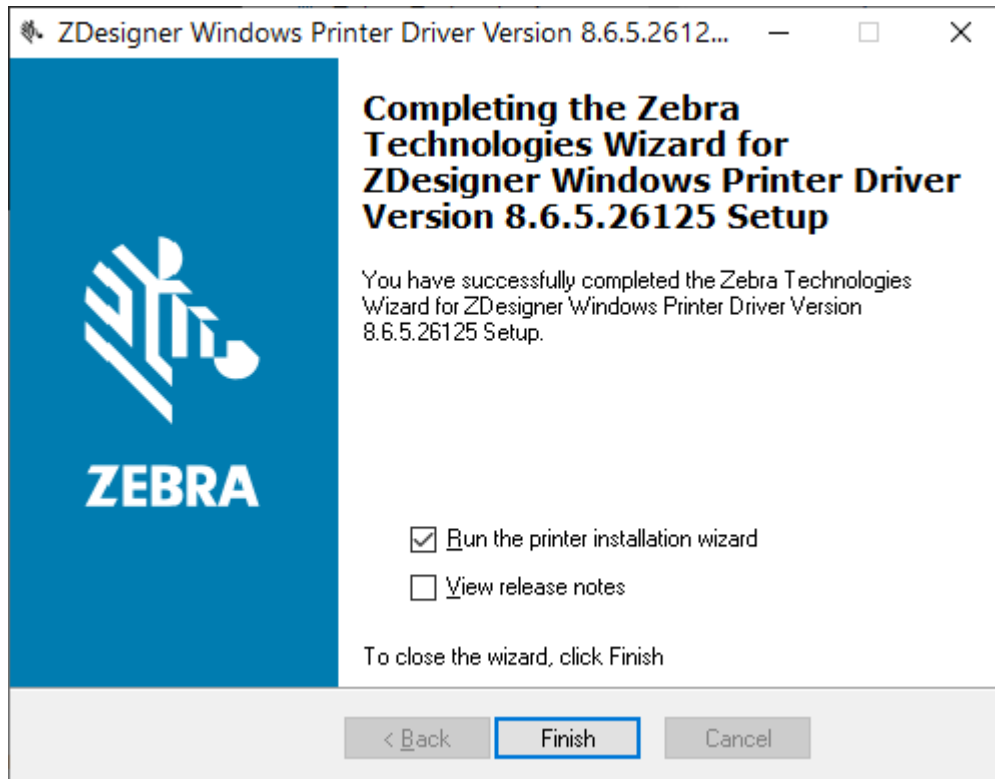 ZDesigner Windows Printer Driver Version 8.6.5.2612...
Completing the Zebra
Technologies Wizard for
ZDesigner Windows Printer Driver
Version 8.6.5.26125 Setup
You have successfully completed the Zebra Technologies
Wizard for ZDesigner Windows Printer Driver Version
8.6.5.26125 Setup.
ZEBRA
Run the printer installation wizard
View release notes
To close the wizard, click Finish
< Back
Finish
Cancel